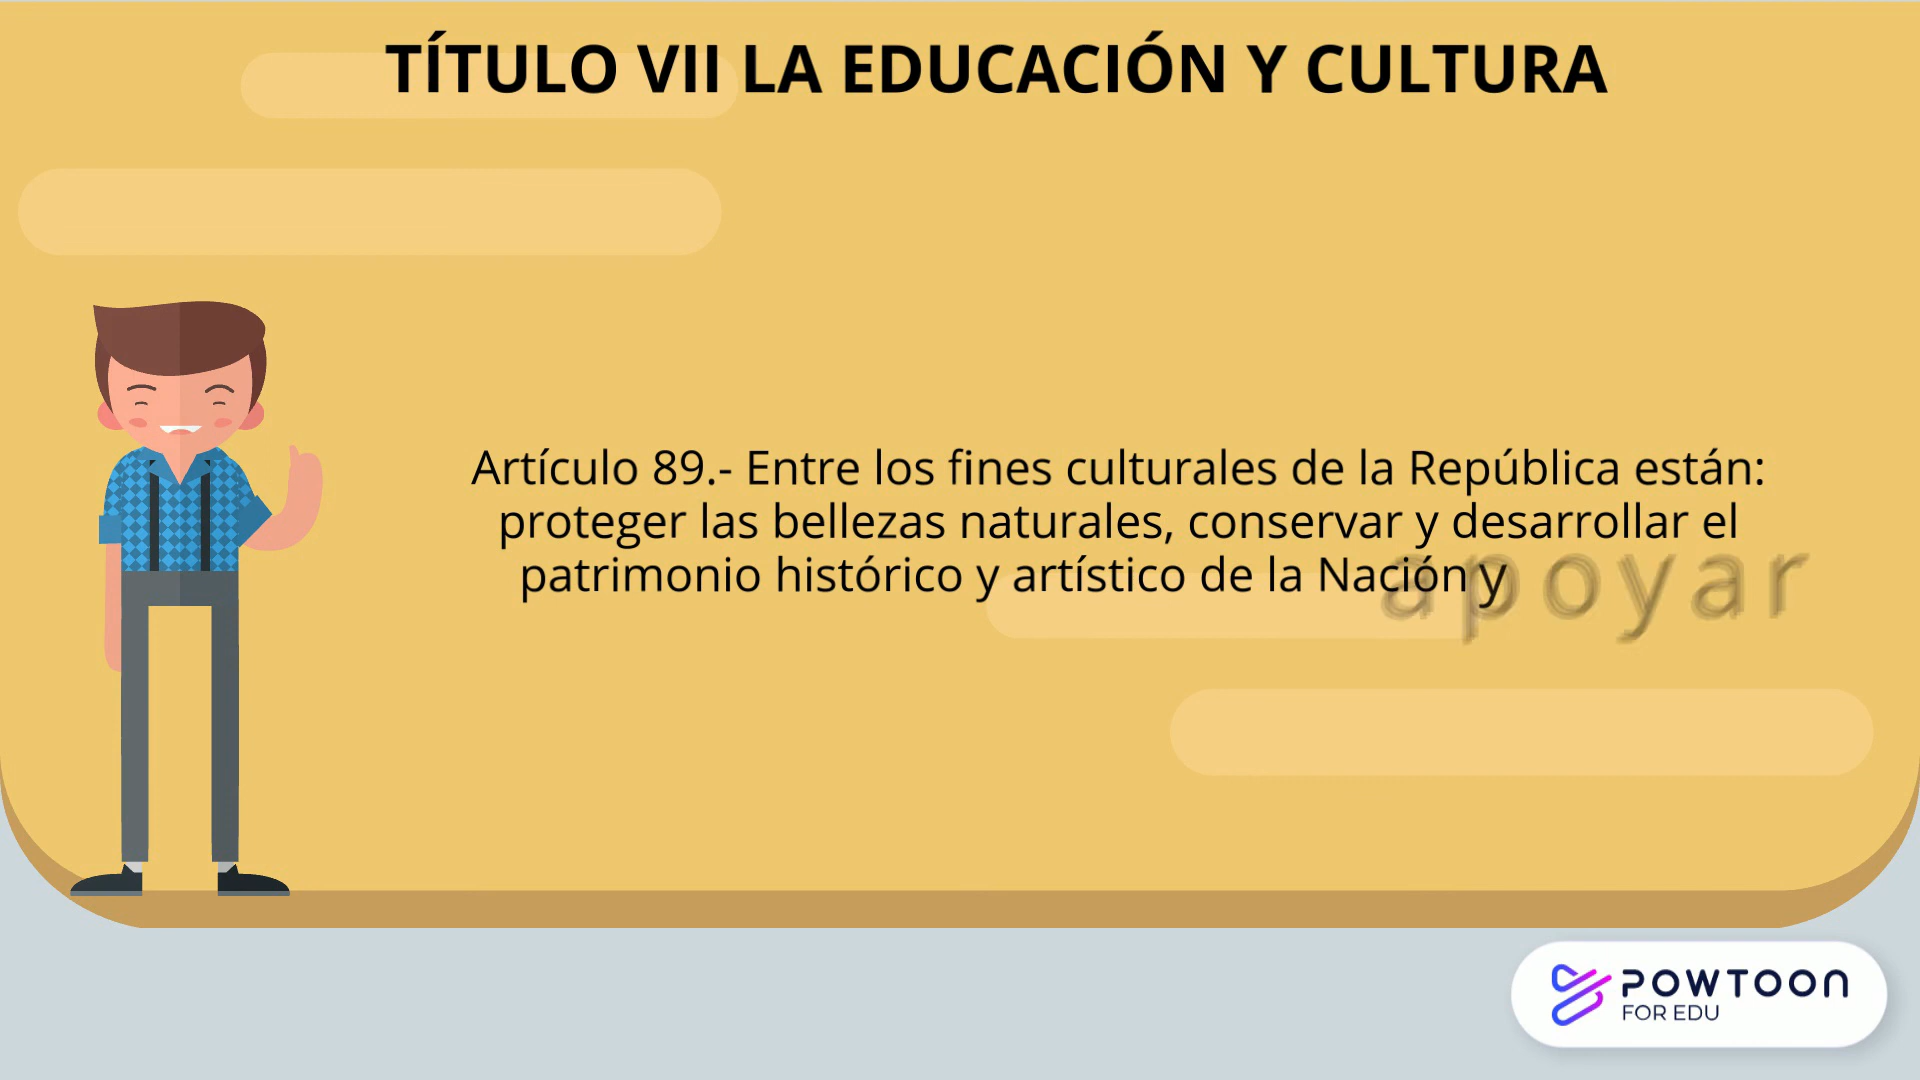 TÍTULO VII LA EDUCACIÓN Y CULTURA
Artículo 89.- Entre los fines culturales de la República están:
proteger las bellezas naturales, conservar y desarrollar el
patrimonio histórico y artístico de la Nación y apoyar
POWTOON
FOR EDU